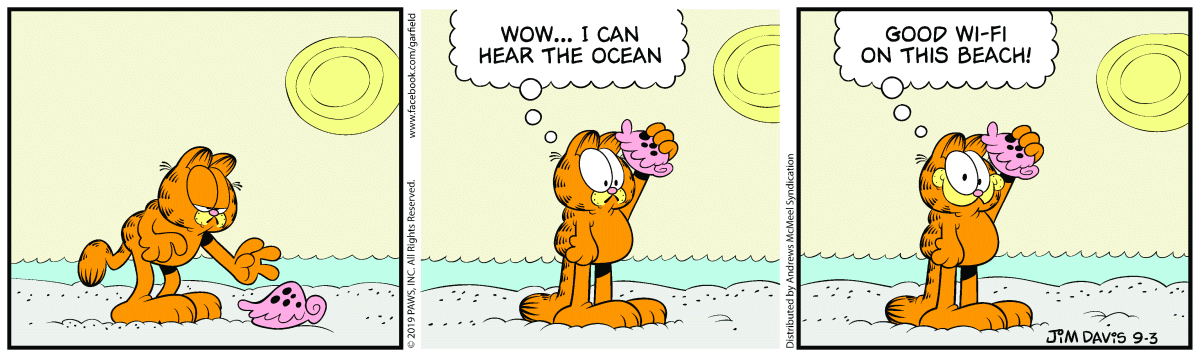 © 2019 PAWS, INC. All Rights Reserved.
www.facebook.com/garfield
WOW... I CAN
HEAR THE OCEAN
Distributed by Andrews McMeel Syndication
GOOD WI-FI
ON THIS BEACH!
JIM DAVIS 9-3